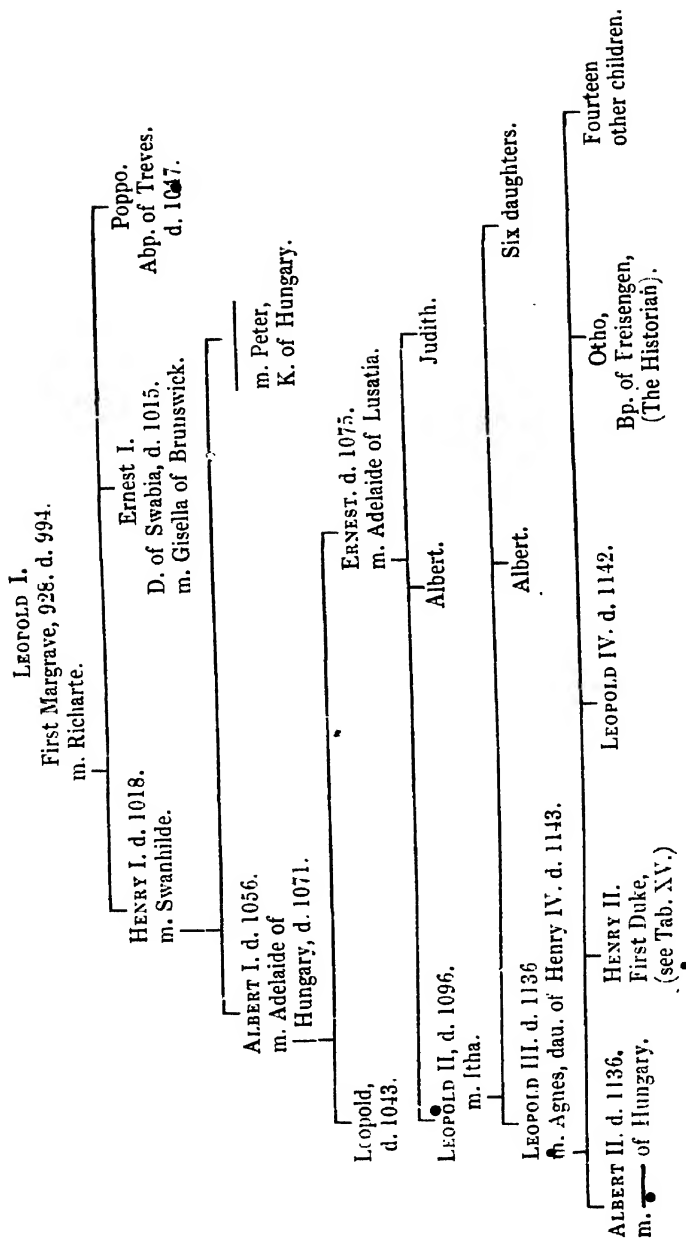 LEOPOLD I.
First Margrave, 928. d. 994.
m. Richarte.
HENRY I. d. 1018.
m. Swanhilde.
Ernest I.
D. of Swabia, d. 1015.
m. Gisella of Brunswick.
Poppo.
Abp. of Treves.
d. 1047.
ALBERT I. d. 1056.
m. Adelaide of
Hungary, d. 1071.
m. Peter,
K. of Hungary.
Leopold,
d. 1043.
ERNEST. d. 1075.
m. Adelaide of Lusatia.
LEOPOLD II, d. 1096.
m. Itha.
Albert.
Judith.
LEOPOLD III. d. 1136
m. Agnes, dau. of Henry IV. d. 1143.
Albert.
Six daughters.
ALBERT II. d. 1136.
m. — of Hungary.
HENRY II.
First Duke,
(see Tab. XV.)
LEOPOLD IV. d. 1142.
Otho,
Bp. of Freisengen,
(The Historian).
Fourteen
other children.